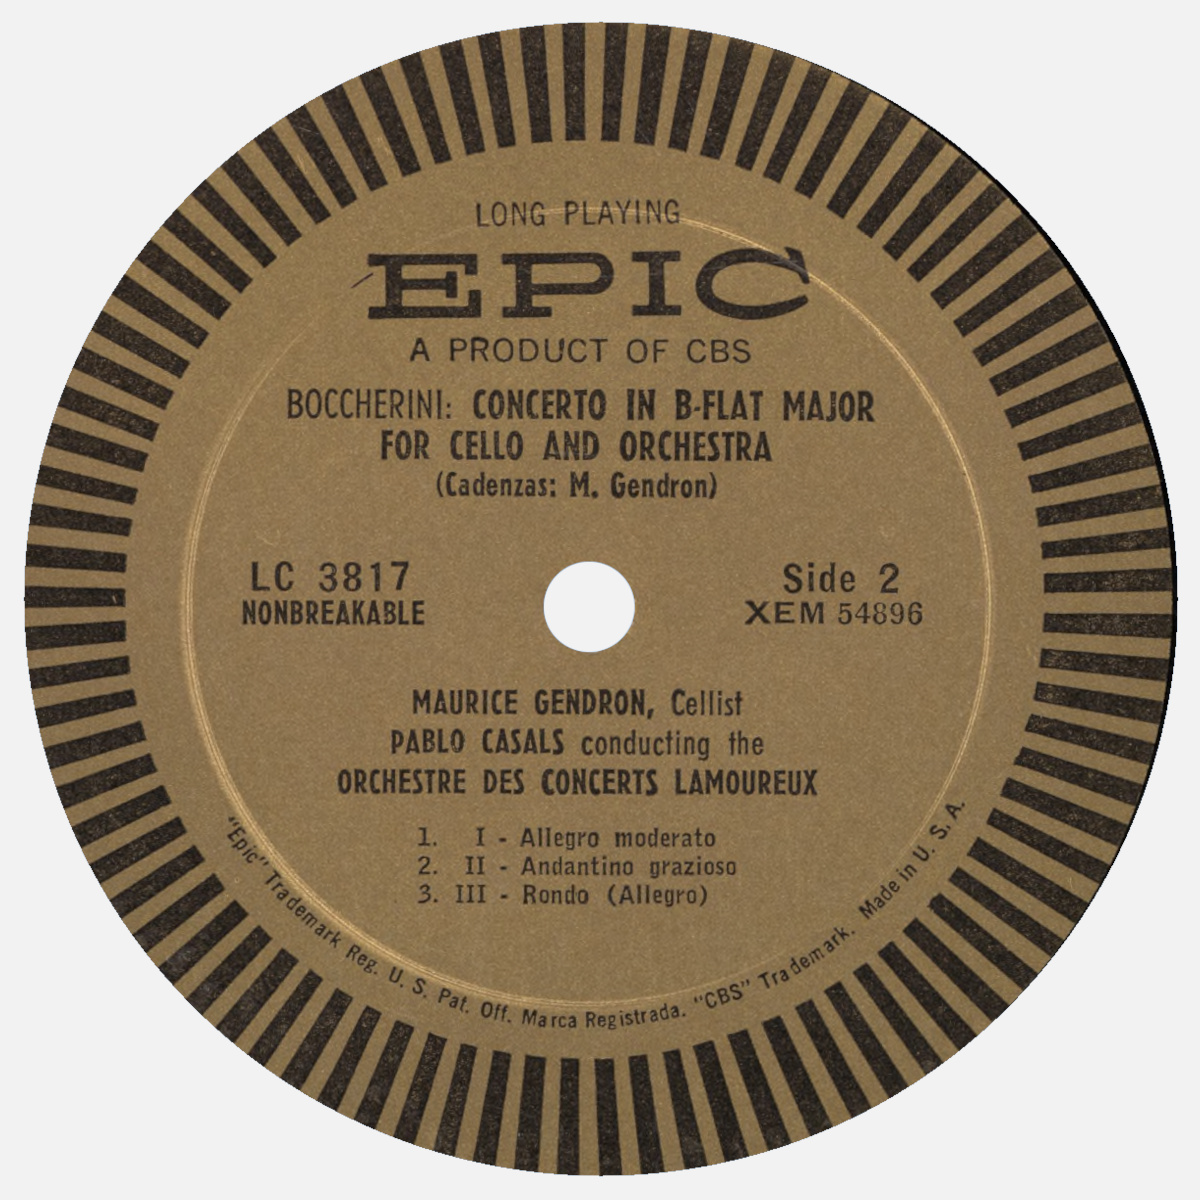 LONG PLAYING
EPIC
A PRODUCT OF CBS
BOCCHERINI: CONCERTO IN B-FLAT MAJOR
FOR CELLO AND ORCHESTRA
(Cadenzas: M. Gendron)
LC 3817
NONBREAKABLE
Side 2
XEM 54896
MAURICE GENDRON, Cellist
PABLO CASALS conducting the
ORCHESTRE DES CONCERTS LAMOUREUX
1. I - Allegro moderato
2. II - Andantino grazioso
3. III - Rondo (Allegro)
"Epic" Trademark Reg. U. S. Pat. Off. Marca Registrada. "CBS" Trademark. Made in U. S. A.